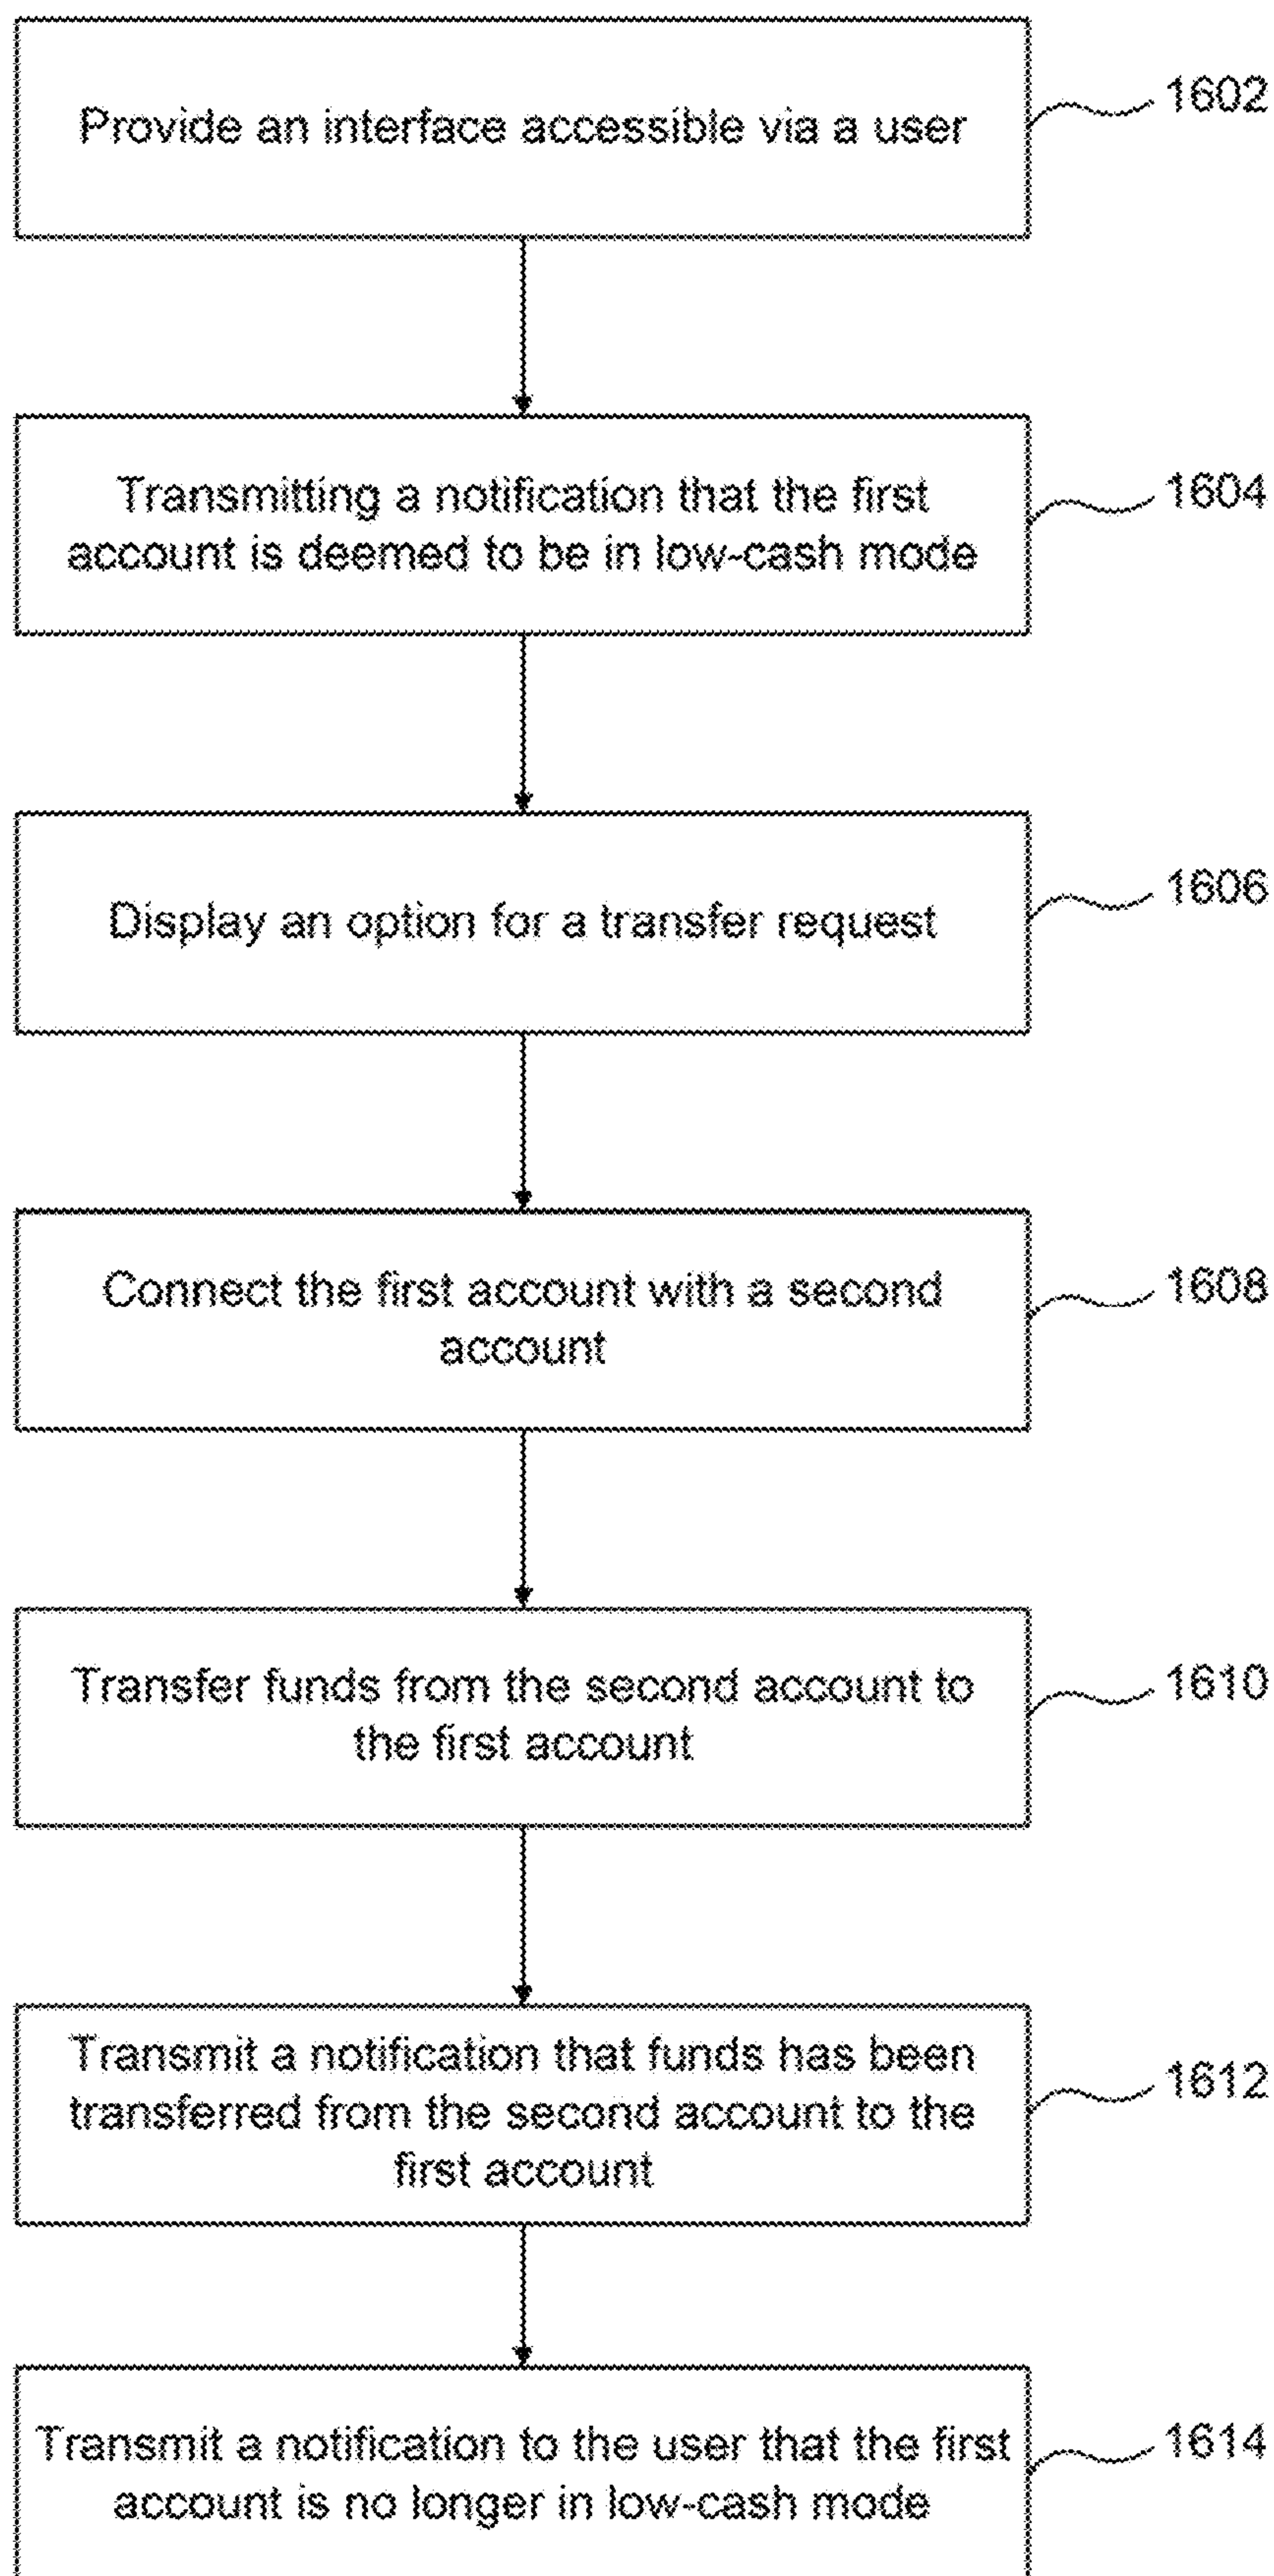 Provide an interface accessible via a user
1602
Transmitting a notification that the first
account is deemed to be in low-cash mode
1604
Display an option for a transfer request
1606
Connect the first account with a second
account
1608
Transfer funds from the second account to
the first account
1610
Transmit a notification that funds has been
transferred from the second account to the
first account
1612
Transmit a notification to the user that the first
account is no longer in low-cash mode
1614